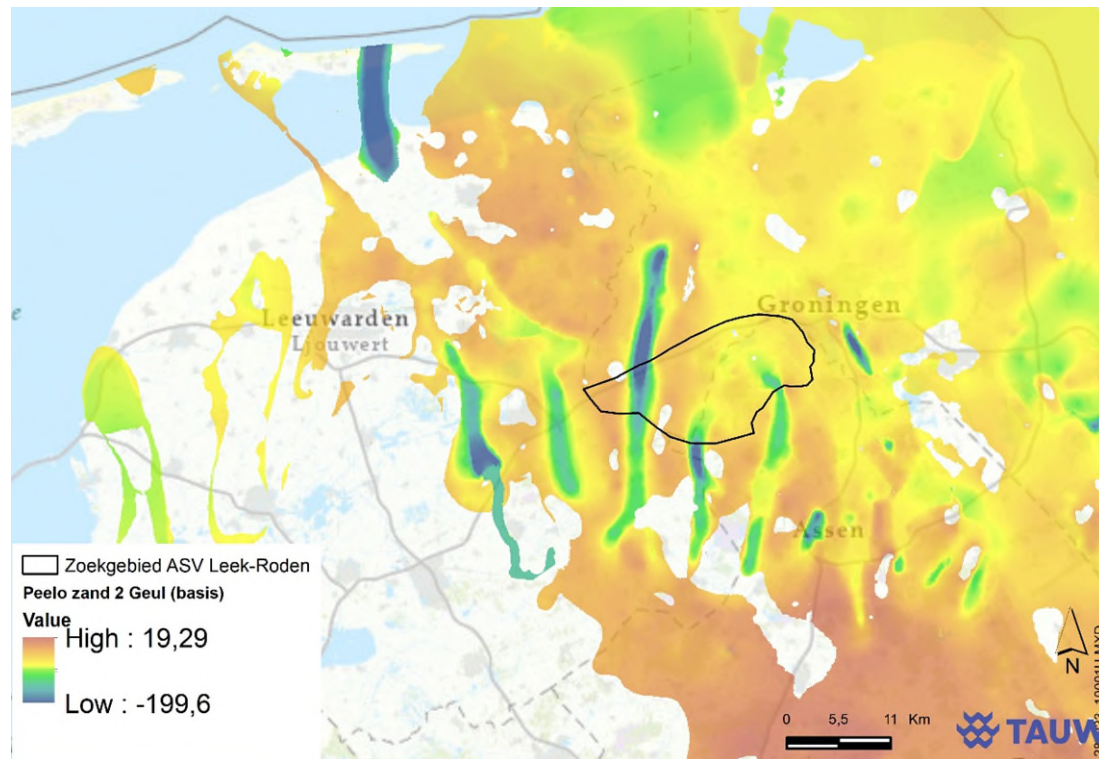 Groningen
Leeuwarden
Ljouwert
Assen
Zoekgebied ASV Leek-Roden
Peelo zand 2 Geul (basis)
Value
High : 19,29
Low : -199,6
N
0 5,5 11 Km
TAUW